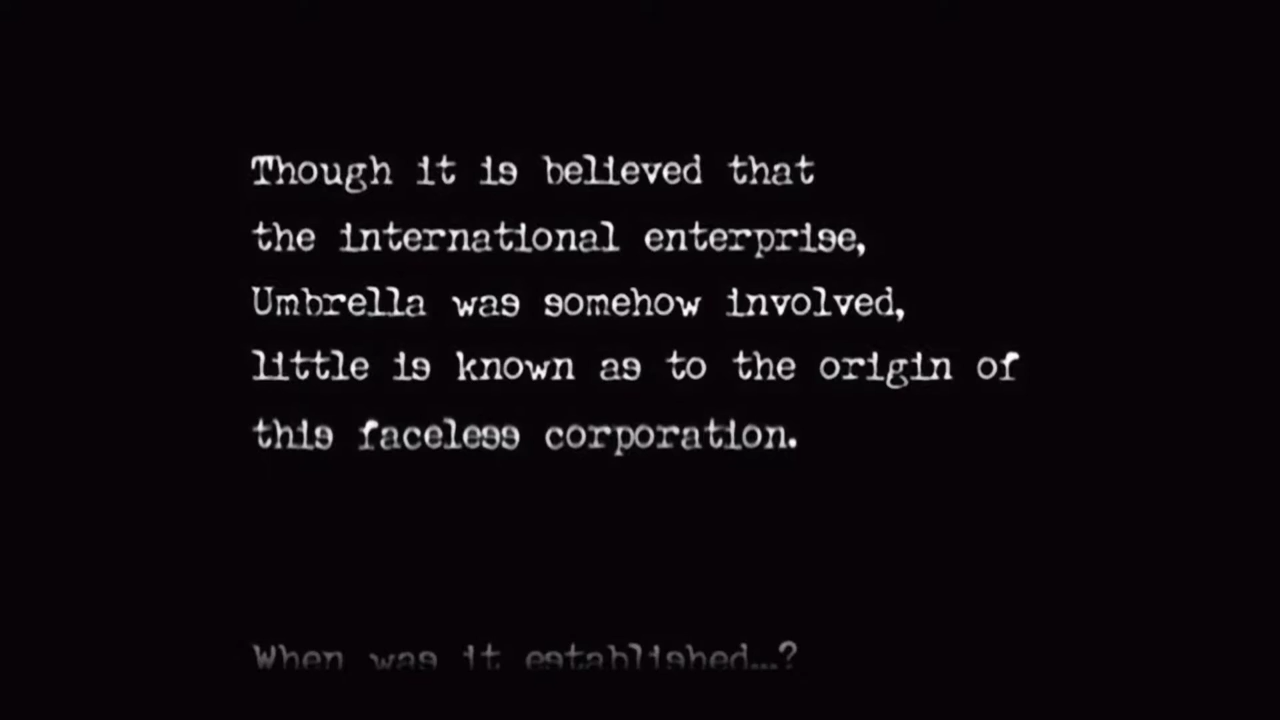 Though it is believed that
the international enterprise,
Umbrella was somehow involved,
little is known as to the origin of
this faceless corporation.
When was it established...?